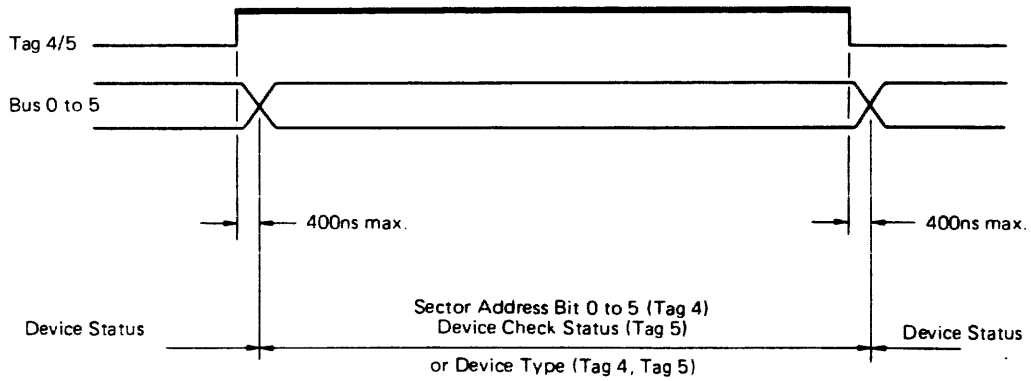 Tag 4/5
Bus 0 to 5
400ns max.
400ns max.
Sector Address Bit 0 to 5 (Tag 4)
Device Status
Device Check Status (Tag 5)
Device Status
or Device Type (Tag 4, Tag 5)